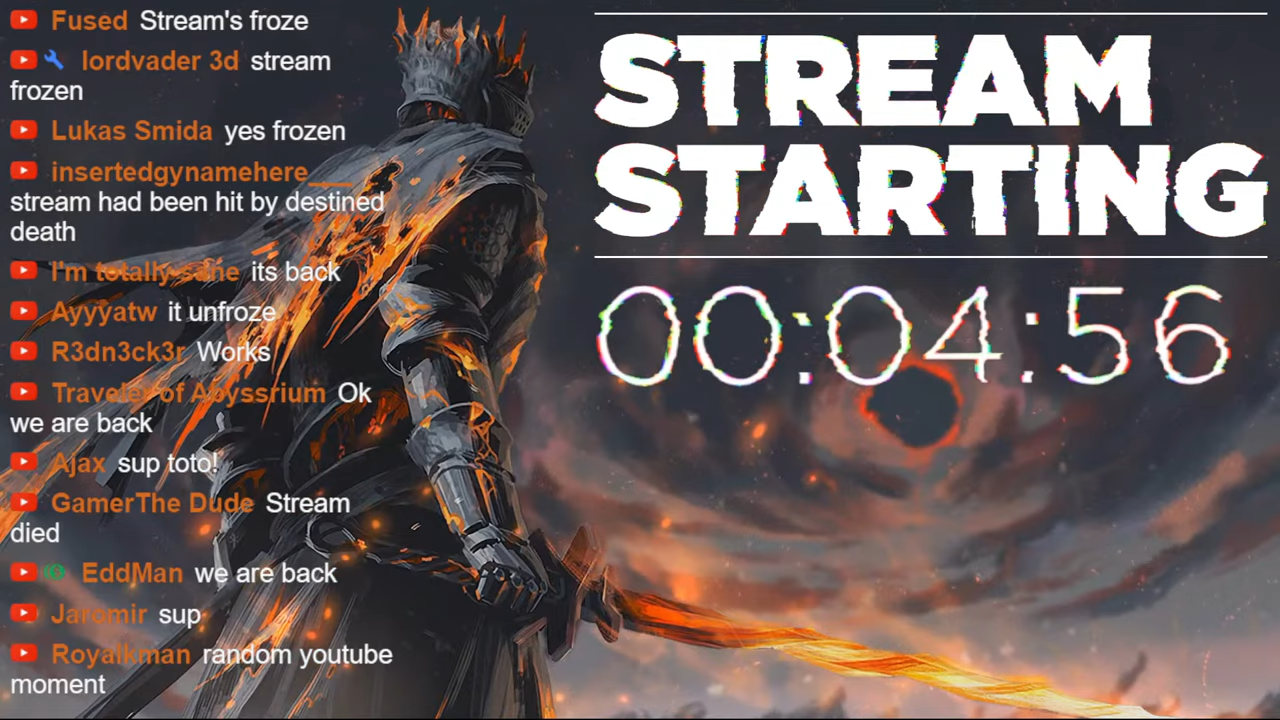 Fused Stream's froze
lordvader 3d stream
frozen
Lukas Smida yes frozen
insertedgynamehere__
stream had been hit by destined
death
I'm totally sane its back
Ayyyatw it unfroze
R3dn3ck3r Works
Traveler of Abyssrium Ok
we are back
Ajax sup toto!
GamerThe Dude Stream
died
EddMan we are back
Jaromir sup
Royalkman random youtube
moment
STREAM
STARTING
00:04:56